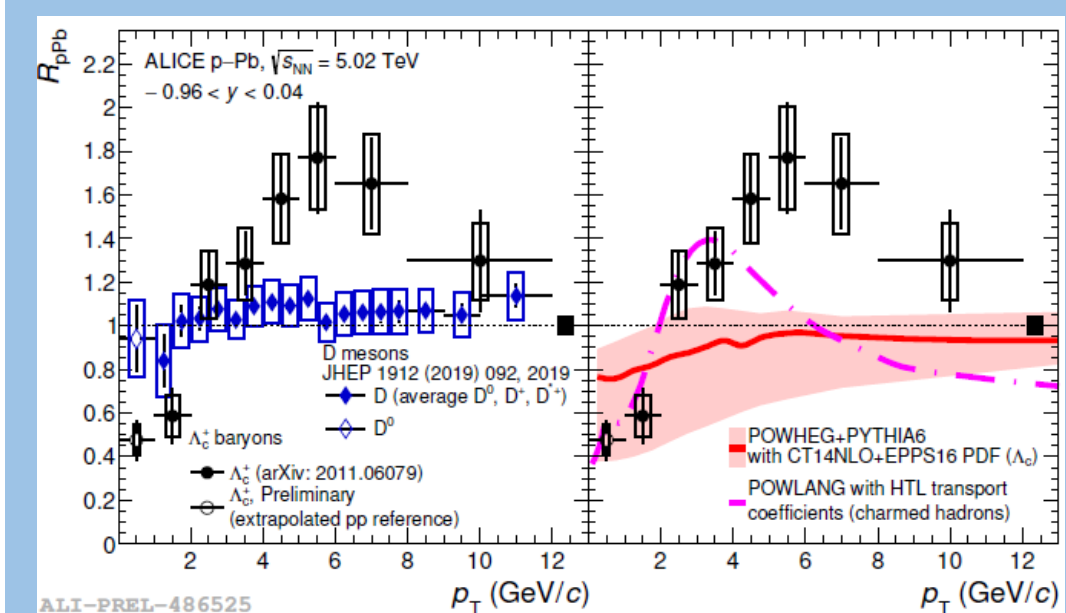 R_pPb
2.2
2
1.8
1.6
1.4
1.2
1
0.8
0.6
0.4
0.2
0
ALICE p–Pb, √s_NN = 5.02 TeV
− 0.96 < y < 0.04
D mesons
JHEP 1912 (2019) 092, 2019
D (average D⁰, D⁺, D*⁺)
D⁰
Λ_c⁺ baryons
Λ_c⁺ (arXiv: 2011.06079)
Λ_c⁺, Preliminary
(extrapolated pp reference)
POWHEG+PYTHIA6
with CT14NLO+EPPS16 PDF (Λ_c)
POWLANG with HTL transport
coefficients (charmed hadrons)
2 4 6 8 10 12
2 4 6 8 10 12
p_T (GeV/c)
p_T (GeV/c)
ALI-PREL-486525